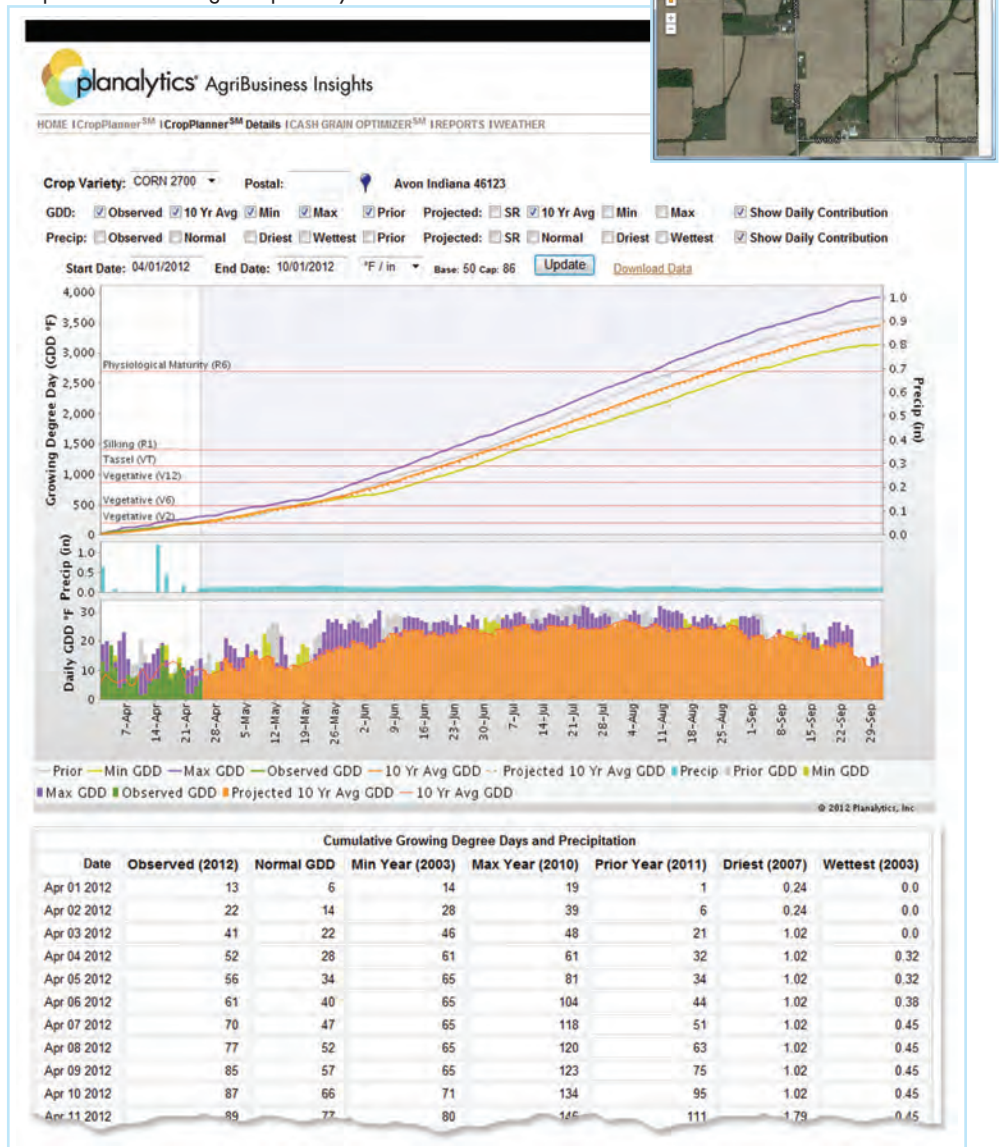 planalytics® AgriBusiness Insights
HOME | CropPlanner SM | CropPlanner SM Details | CASH GRAIN OPTIMIZER SM | REPORTS | WEATHER
Crop Variety: CORN 2700 Postal: Avon Indiana 46123
GDD: Observed 10 Yr Avg Min Max Prior Projected: SR 10 Yr Avg Min Max Show Daily Contribution
Precip: Observed Normal Driest Wettest Prior Projected: SR Normal Driest Wettest Show Daily Contribution
Start Date: 04/01/2012 End Date: 10/01/2012 °F / in Base: 50 Cap: 86 Update Download Data
Growing Degree Day (GDD °F)
4,000
3,500
3,000
2,500
2,000
1,500
1,000
500
0
Physiological Maturity (R6)
Silking (R1)
Tassel (VT)
Vegetative (V12)
Vegetative (V6)
Vegetative (V2)
1.0
0.9
0.8
0.7
0.6
0.5
0.4
0.3
0.2
0.1
0.0
Precip (in)
Precip (in)
1.0
0.5
0.0
Daily GDD °F
30
20
10
0
7-Apr 14-Apr 21-Apr 28-Apr 5-May 12-May 19-May 26-May 2-Jun 9-Jun 16-Jun 23-Jun 30-Jun 7-Jul 14-Jul 21-Jul 28-Jul 4-Aug 11-Aug 18-Aug 25-Aug 1-Sep 8-Sep 15-Sep 22-Sep 29-Sep
Prior Min GDD Max GDD Observed GDD 10 Yr Avg GDD Projected 10 Yr Avg GDD Precip Prior GDD Min GDD
Max GDD Observed GDD Projected 10 Yr Avg GDD 10 Yr Avg GDD
© 2012 Planalytics, Inc
Cumulative Growing Degree Days and Precipitation
Date Observed (2012) Normal GDD Min Year (2003) Max Year (2010) Prior Year (2011) Driest (2007) Wettest (2003)
Apr 01 2012 13 6 14 19 1 0.24 0.0
Apr 02 2012 22 14 28 39 6 0.24 0.0
Apr 03 2012 41 22 46 48 21 1.02 0.0
Apr 04 2012 52 28 61 61 32 1.02 0.32
Apr 05 2012 56 34 65 81 34 1.02 0.32
Apr 06 2012 61 40 65 104 44 1.02 0.38
Apr 07 2012 70 47 65 118 51 1.02 0.45
Apr 08 2012 77 52 65 120 63 1.02 0.45
Apr 09 2012 85 57 65 123 75 1.02 0.45
Apr 10 2012 87 66 71 134 95 1.02 0.45
Apr 11 2012 89 77 80 146 111 1.79 0.45